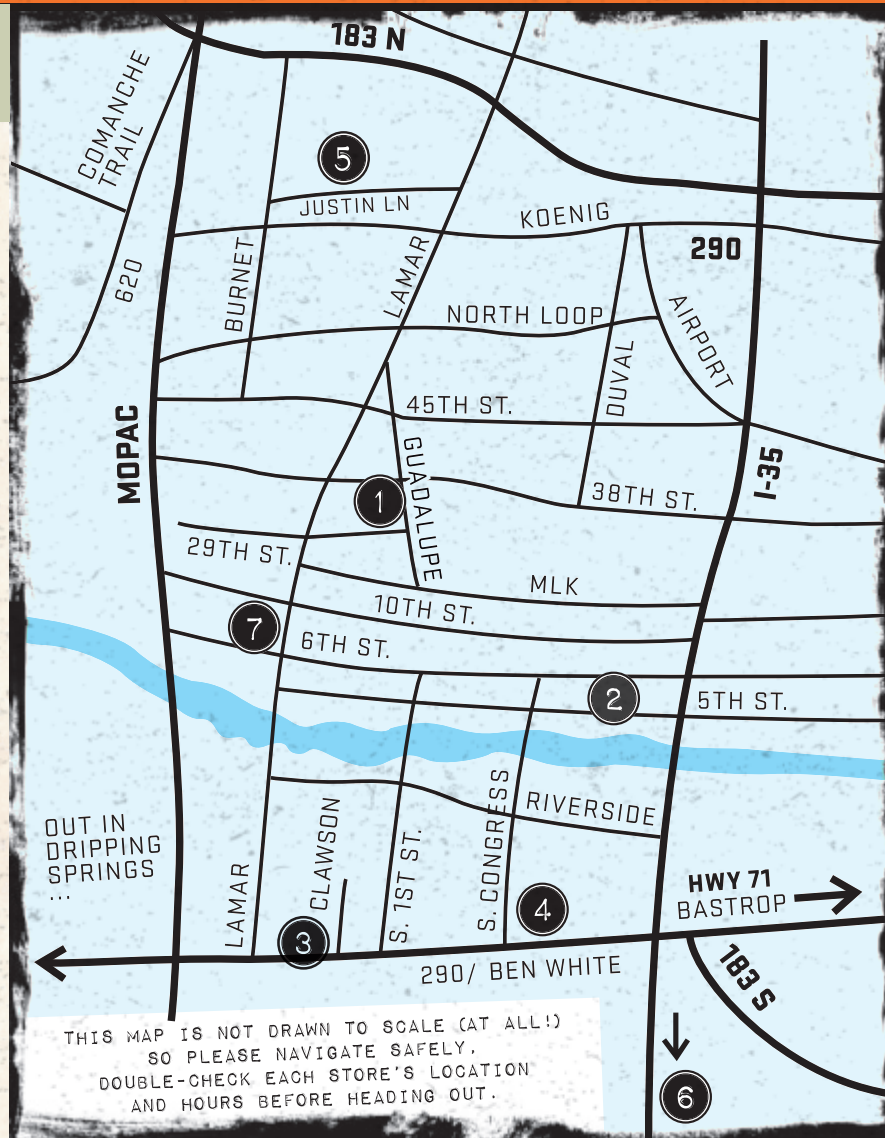 183 N
COMANCHE
TRAIL
5
JUSTIN LN
KOENIG
290
620
BURNET
LAMAR
NORTH LOOP
AIRPORT
DUVAL
45TH ST.
MOPAC
GUADALUPE
I-35
1
38TH ST.
29TH ST.
MLK
10TH ST.
7
6TH ST.
2
5TH ST.
RIVERSIDE
OUT IN
DRIPPING
SPRINGS
...
LAMAR
CLAWSON
S. 1ST ST.
S. CONGRESS
HWY 71
BASTROP
4
3
290/ BEN WHITE
183 S
6
THIS MAP IS NOT DRAWN TO SCALE (AT ALL!)
SO PLEASE NAVIGATE SAFELY,
DOUBLE-CHECK EACH STORE'S LOCATION
AND HOURS BEFORE HEADING OUT.